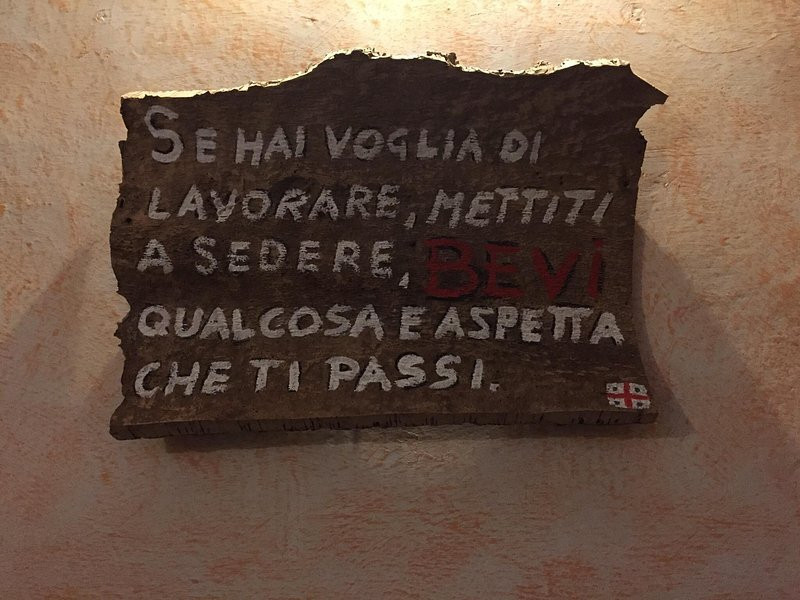 SE HAI VOGLIA DI
LAVORARE, METTITI
A SEDERE, BEVI
QUALCOSA E ASPETTA
CHE TI PASSI.